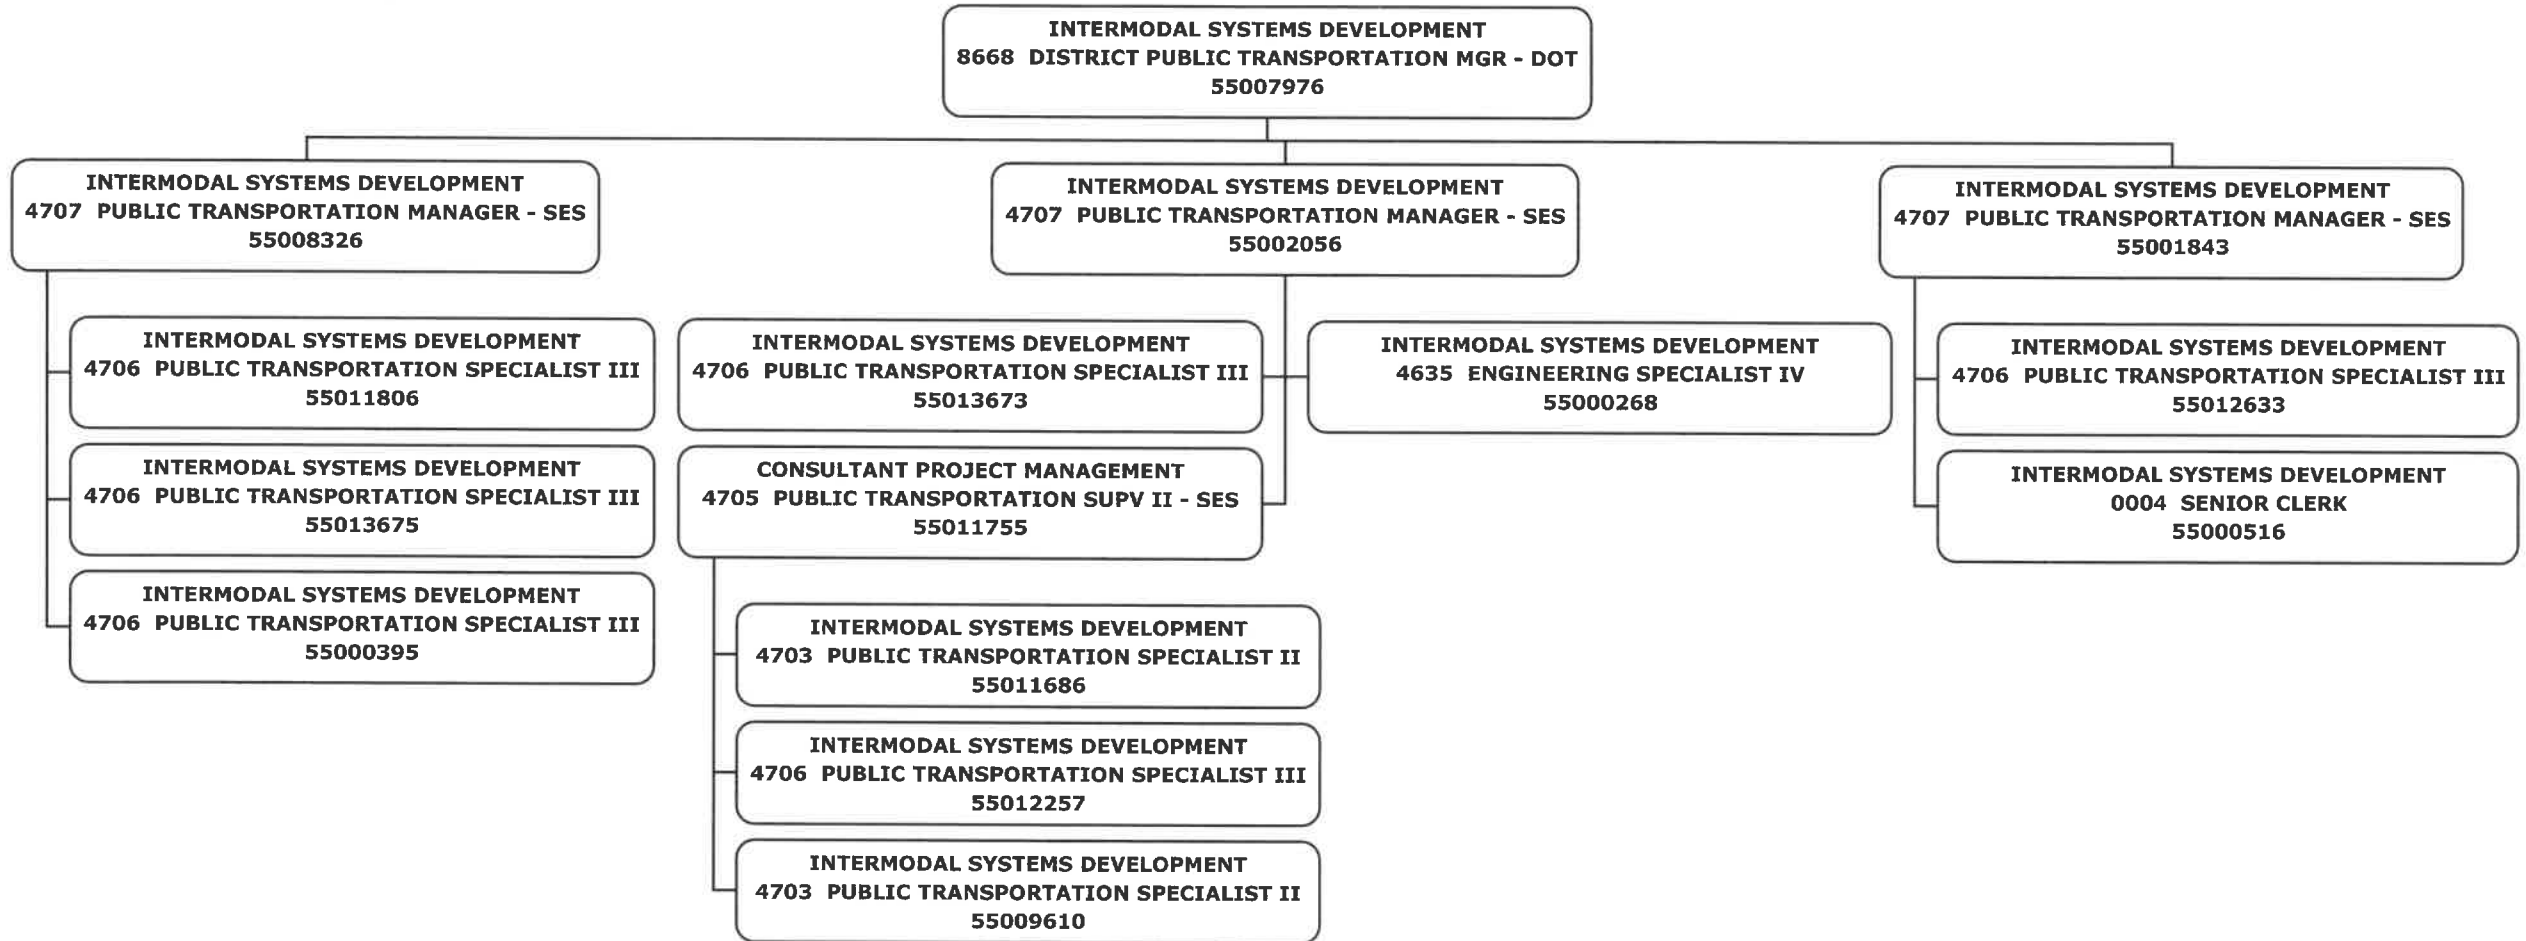 INTERMODAL SYSTEMS DEVELOPMENT
8668 DISTRICT PUBLIC TRANSPORTATION MGR - DOT
55007976
INTERMODAL SYSTEMS DEVELOPMENT
4707 PUBLIC TRANSPORTATION MANAGER - SES
55008326
INTERMODAL SYSTEMS DEVELOPMENT
4706 PUBLIC TRANSPORTATION SPECIALIST III
55011806
INTERMODAL SYSTEMS DEVELOPMENT
4706 PUBLIC TRANSPORTATION SPECIALIST III
55013675
INTERMODAL SYSTEMS DEVELOPMENT
4706 PUBLIC TRANSPORTATION SPECIALIST III
55000395
INTERMODAL SYSTEMS DEVELOPMENT
4707 PUBLIC TRANSPORTATION MANAGER - SES
55002056
INTERMODAL SYSTEMS DEVELOPMENT
4706 PUBLIC TRANSPORTATION SPECIALIST III
55013673
INTERMODAL SYSTEMS DEVELOPMENT
4635 ENGINEERING SPECIALIST IV
55000268
CONSULTANT PROJECT MANAGEMENT
4705 PUBLIC TRANSPORTATION SUPV II - SES
55011755
INTERMODAL SYSTEMS DEVELOPMENT
4703 PUBLIC TRANSPORTATION SPECIALIST II
55011686
INTERMODAL SYSTEMS DEVELOPMENT
4706 PUBLIC TRANSPORTATION SPECIALIST III
55012257
INTERMODAL SYSTEMS DEVELOPMENT
4703 PUBLIC TRANSPORTATION SPECIALIST II
55009610
INTERMODAL SYSTEMS DEVELOPMENT
4707 PUBLIC TRANSPORTATION MANAGER - SES
55001843
INTERMODAL SYSTEMS DEVELOPMENT
4706 PUBLIC TRANSPORTATION SPECIALIST III
55012633
INTERMODAL SYSTEMS DEVELOPMENT
0004 SENIOR CLERK
55000516